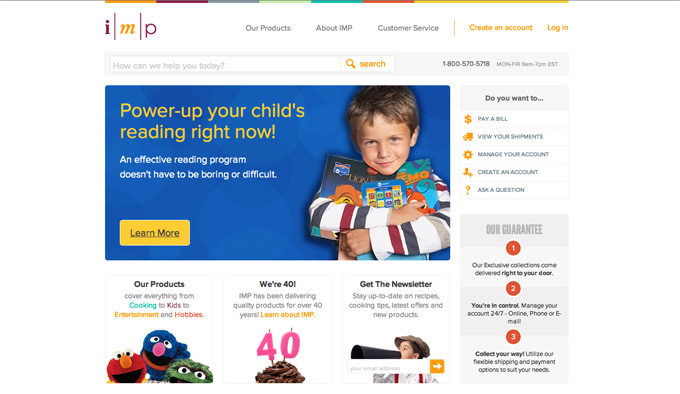 i m p
Our Products
About IMP
Customer Service
Create an account
Log in
How can we help you today?
search
1-800-570-5718
MON-FRI 9am-7pm EST
Power-up your child's
reading right now!
An effective reading program
doesn't have to be boring or difficult.
Learn More
LION
NEMO
Do you want to...
PAY A BILL
VIEW YOUR SHIPMENTS
MANAGE YOUR ACCOUNT
CREATE AN ACCOUNT
ASK A QUESTION
OUR GUARANTEE
1
Our Exclusive collections come
delivered right to your door.
2
You're in control. Manage your
account 24/7 - Online, Phone or E-
mail!
3
Collect your way! Utilize our
flexible shipping and payment
options to suit your needs.
Our Products
cover everything from
Cooking to Kids to
Entertainment and Hobbies.
We're 40!
IMP has been delivering
quality products for over 40
years! Learn about IMP.
40
Get The Newsletter
Stay up-to-date on recipes,
cooking tips, latest offers and
new products.
your email address